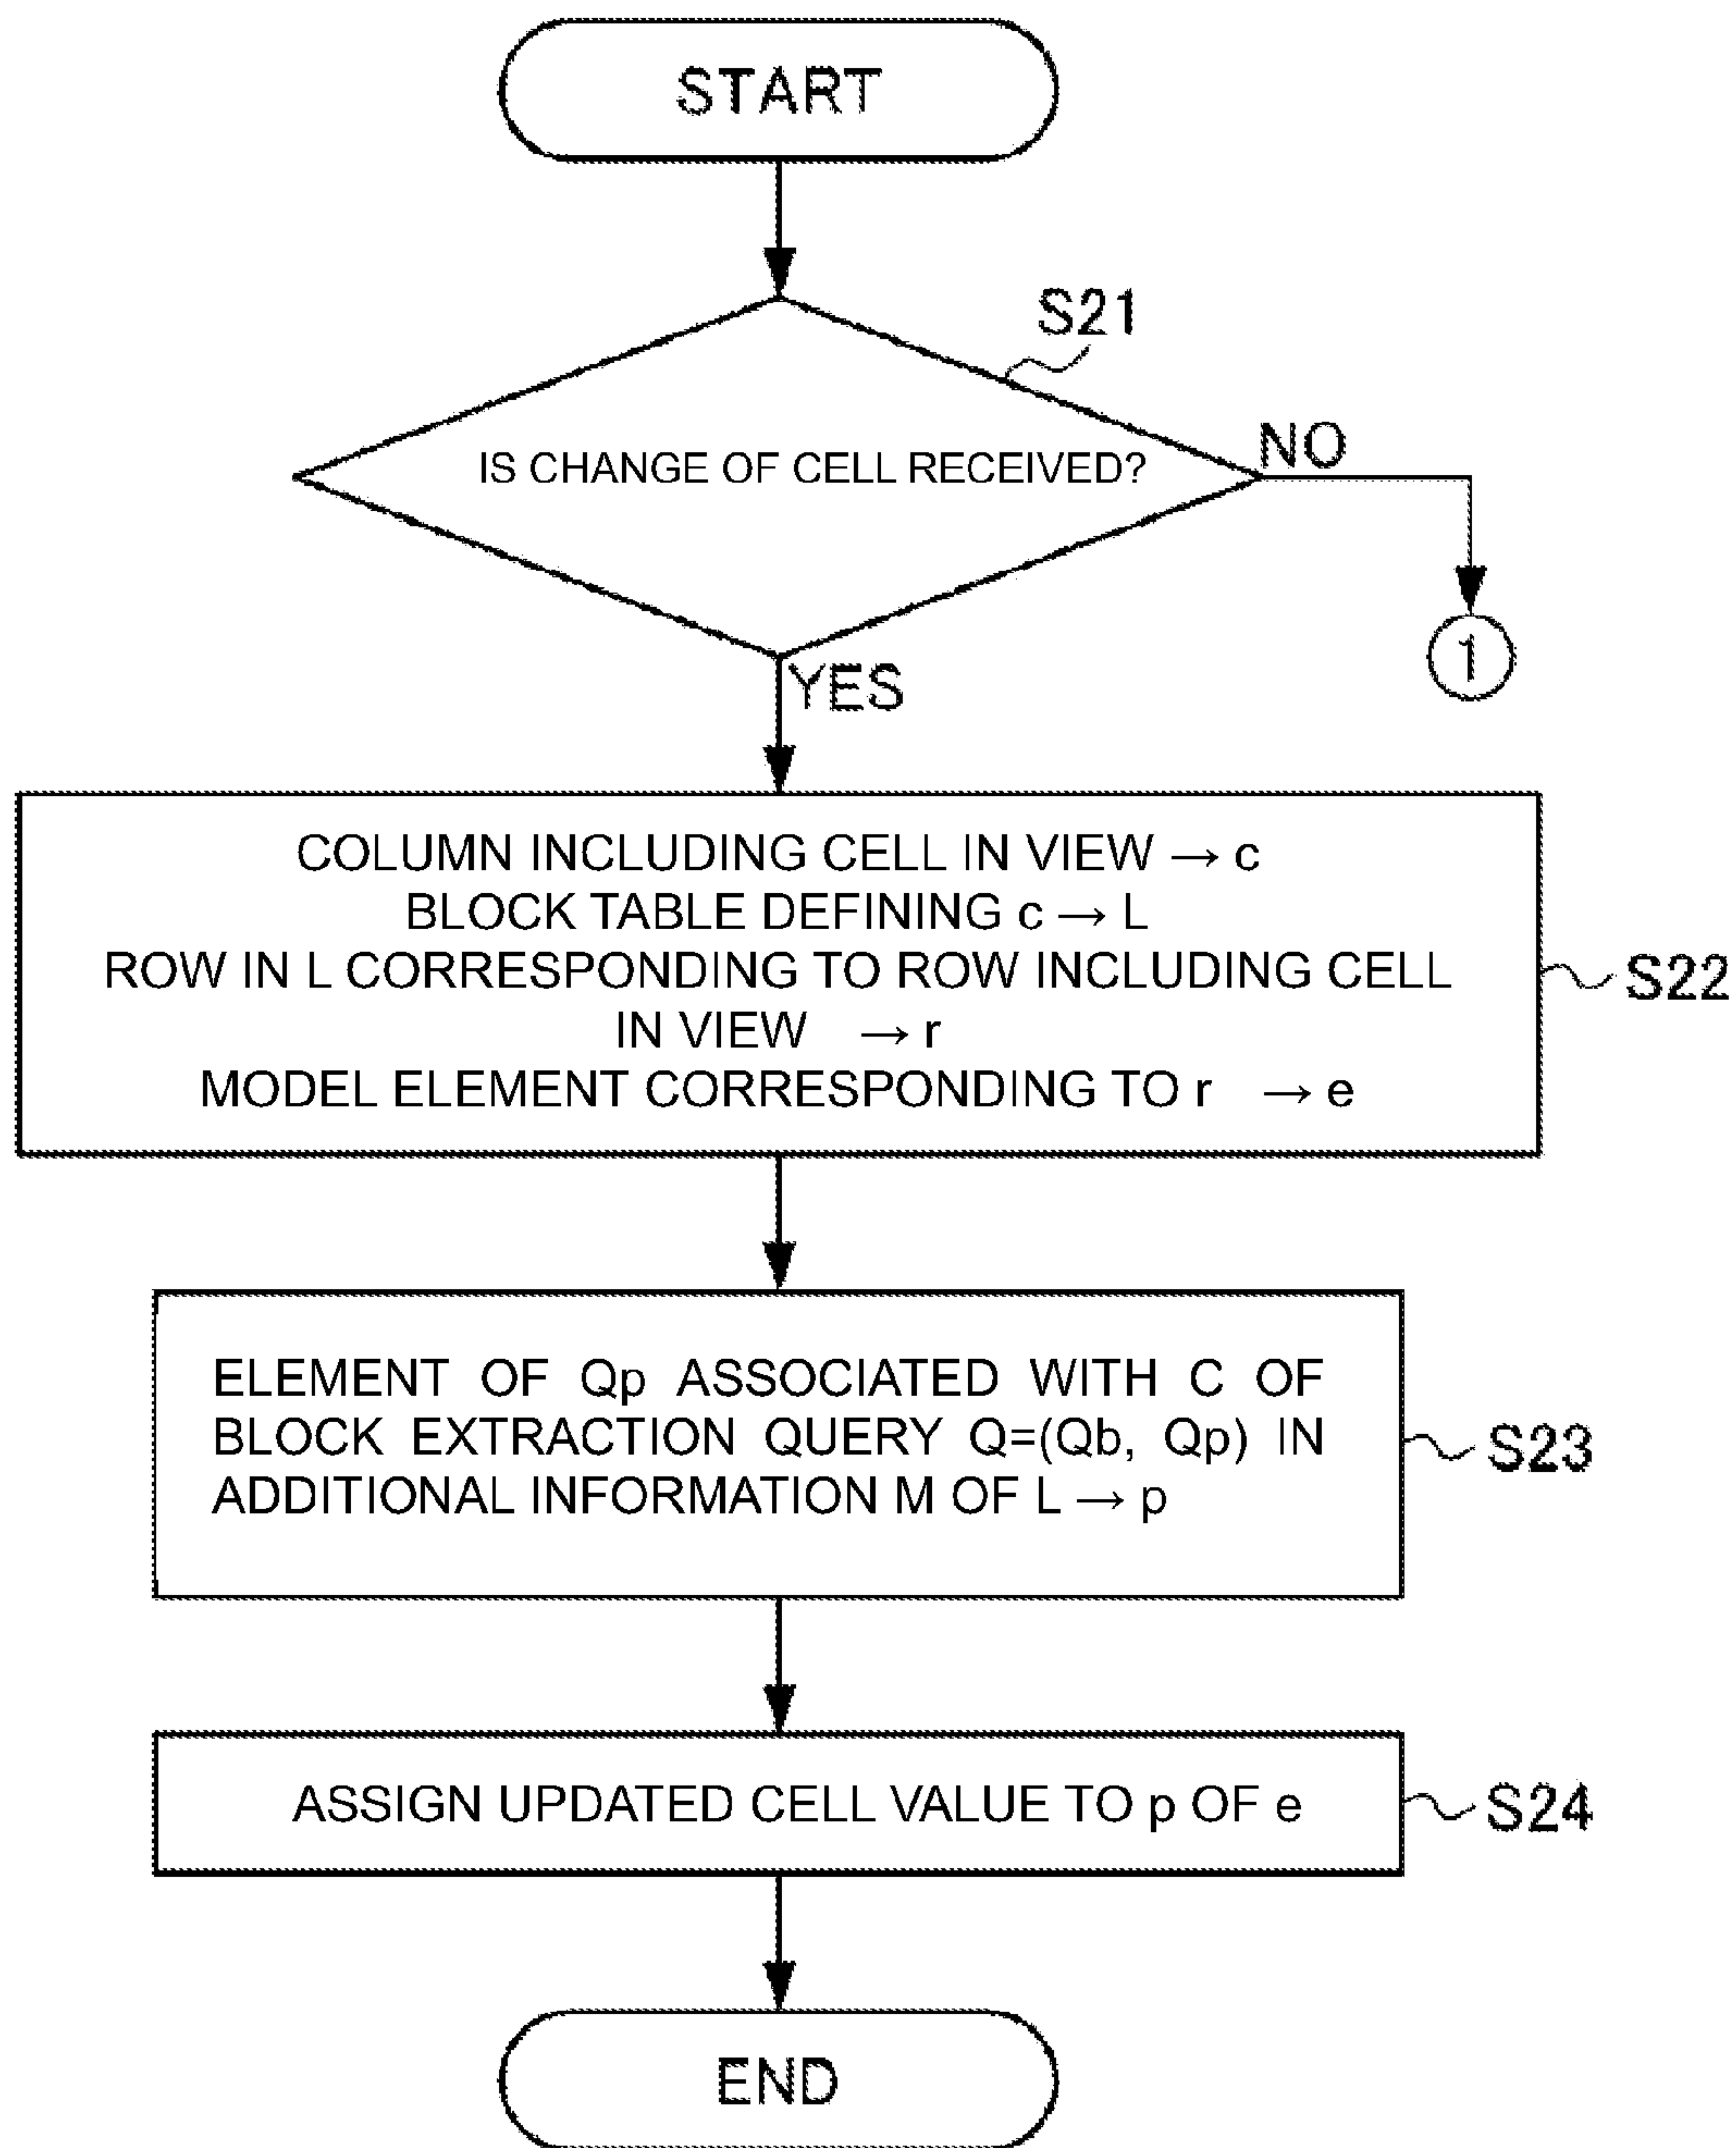 START
S21
IS CHANGE OF CELL RECEIVED?
NO
1
YES
COLUMN INCLUDING CELL IN VIEW → c
BLOCK TABLE DEFINING c → L
ROW IN L CORRESPONDING TO ROW INCLUDING CELL
IN VIEW → r
MODEL ELEMENT CORRESPONDING TO r → e
S22
ELEMENT OF Qp ASSOCIATED WITH C OF
BLOCK EXTRACTION QUERY Q=(Qb, Qp) IN
ADDITIONAL INFORMATION M OF L → p
S23
ASSIGN UPDATED CELL VALUE TO p OF e
S24
END